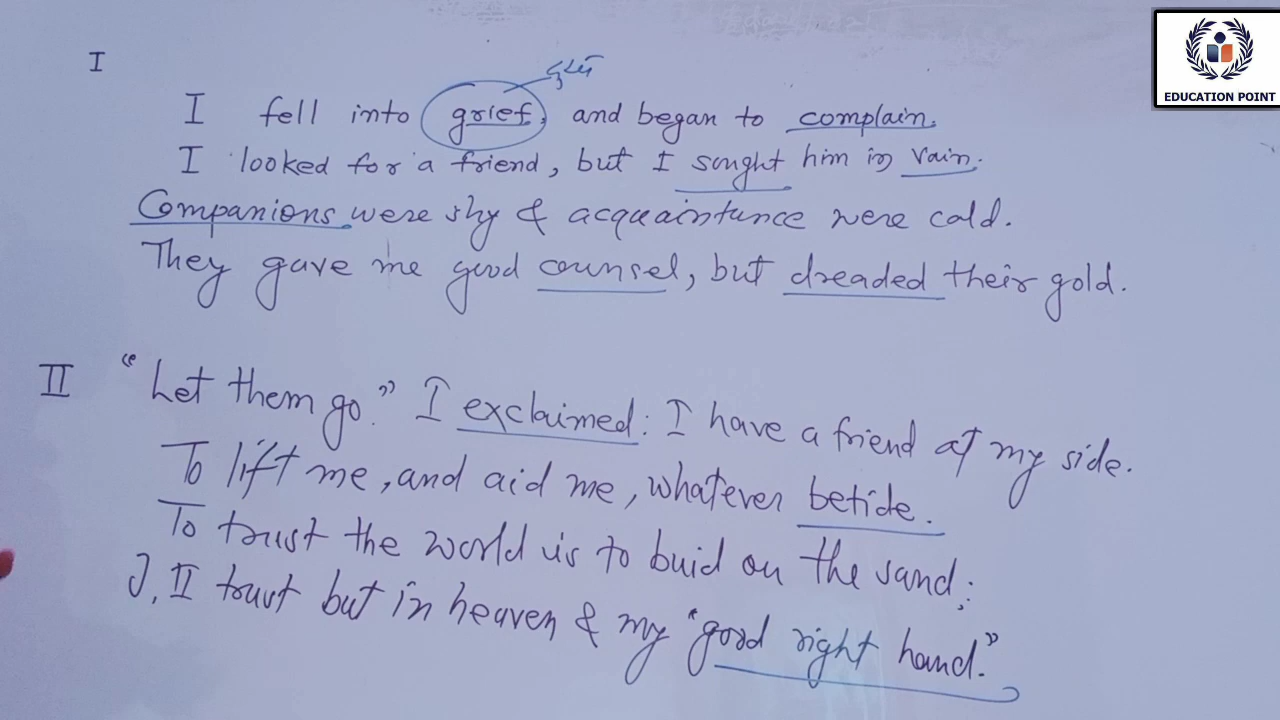 I
I fell into grief, and began to complain.
I looked for a friend, but I sought him in vain.
Companions were shy & acquaintance were cold.
They gave me good counsel, but dreaded their gold.
II "Let them go." I exclaimed: I have a friend at my side.
To lift me, and aid me, whatever betide.
To trust the world is to buid on the sand;
I trust but in heaven & my "good right hand."
EDUCATION POINT